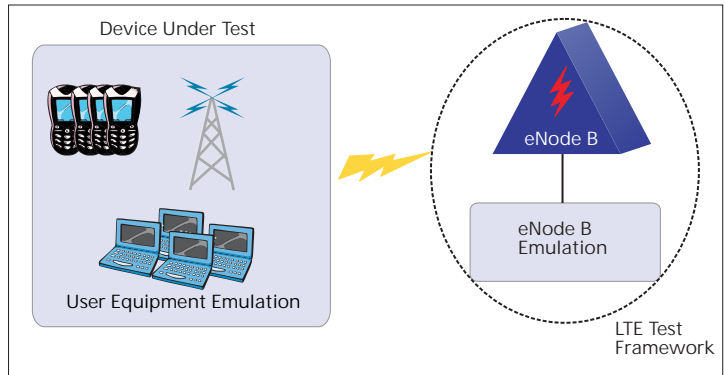 Device Under Test
User Equipment Emulation
eNode B
eNode B
Emulation
LTE Test
Framework